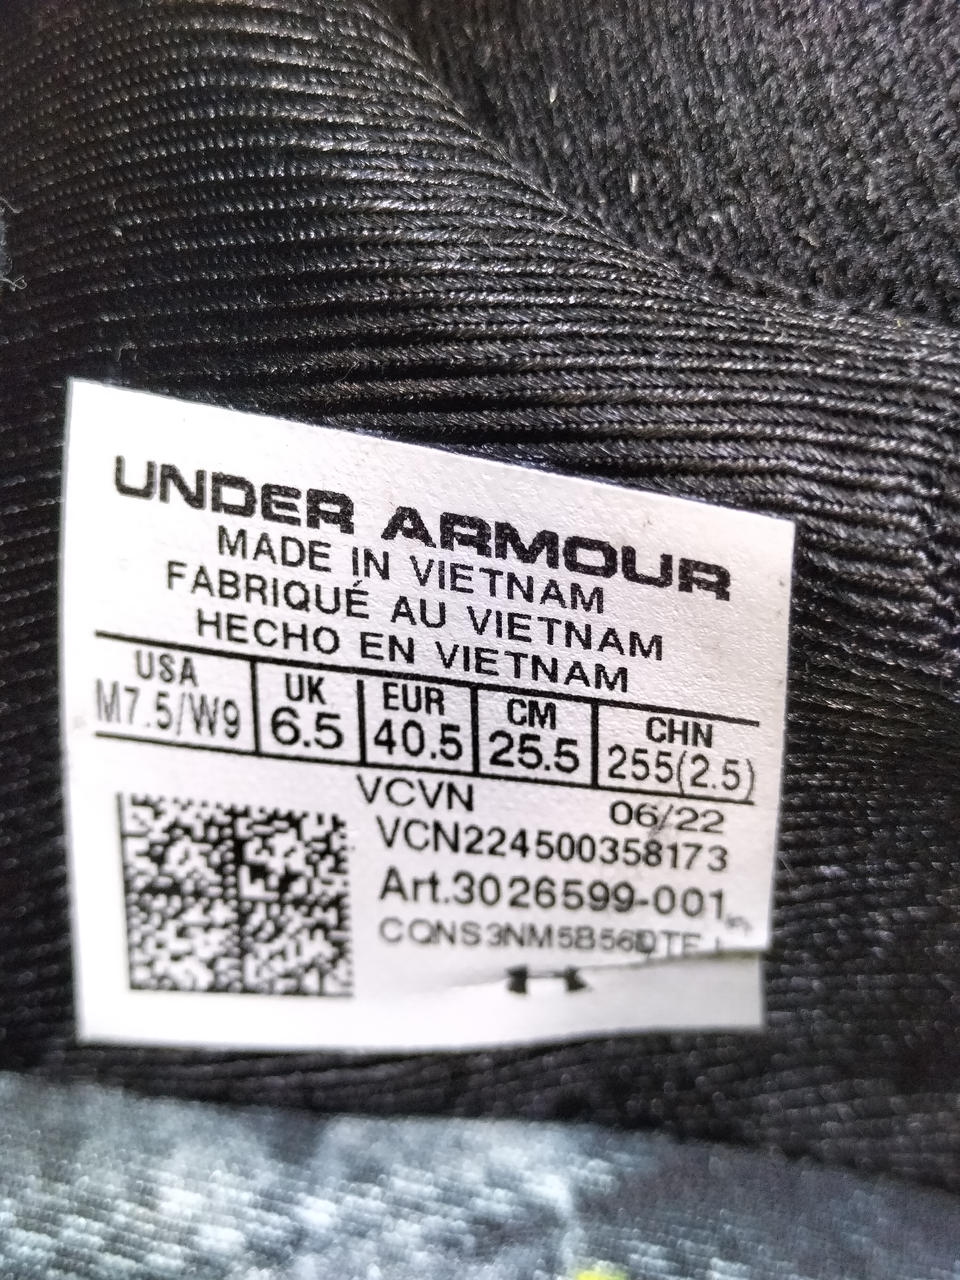 UNDER ARMOUR
MADE IN VIETNAM
FABRIQUÉ AU VIETNAM
HECHO EN VIETNAM
USA UK EUR CM CHN
M7.5/W9 6.5 40.5 25.5 255(2.5)
VCVN 06/22
VCN224500358173
Art.3026599-001